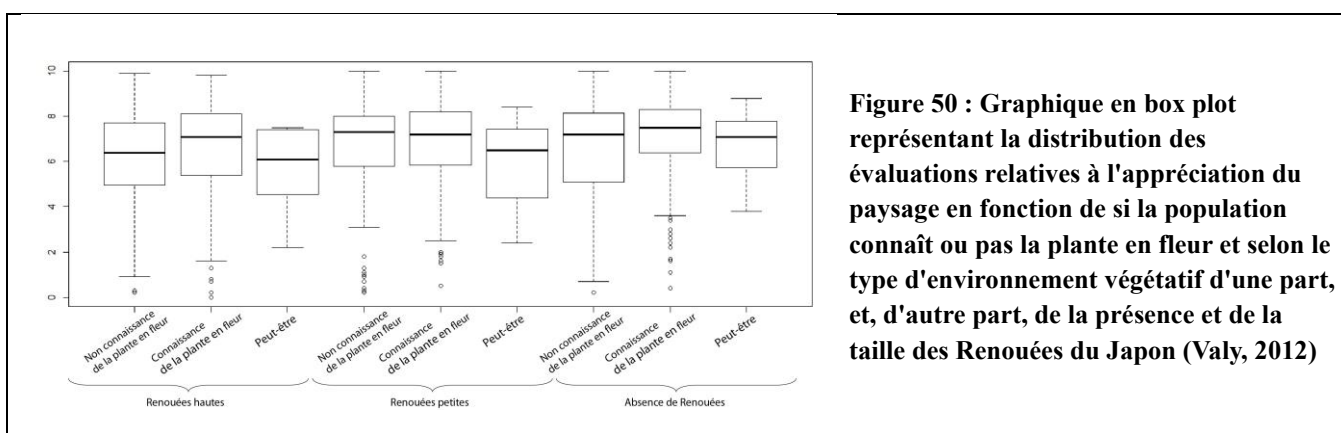 10
8
6
4
2
0
Non connaissance
de la plante en fleur
Connaissance
de la plante en fleur
Peut-être
Non connaissance
de la plante en fleur
Connaissance
de la plante en fleur
Peut-être
Non connaissance
de la plante en fleur
Connaissance
de la plante en fleur
Peut-être
Renouées hautes
Renouées petites
Absence de Renouées
Figure 50 : Graphique en box plot
représentant la distribution des
évaluations relatives à l'appréciation du
paysage en fonction de si la population
connaît ou pas la plante en fleur et selon le
type d'environnement végétatif d'une part,
et, d'autre part, de la présence et de la
taille des Renouées du Japon (Valy, 2012)